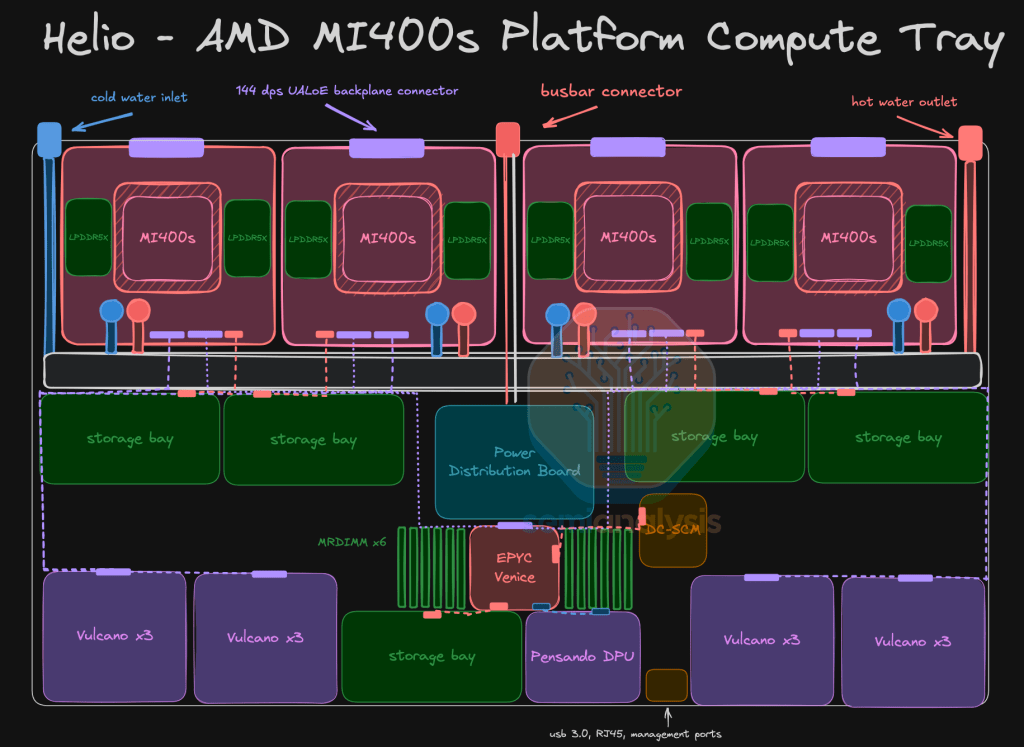 Helio - AMD MI400s Platform Compute Tray
cold water inlet
144 dps UALoE backplane connector
busbar connector
hot water outlet
LPDDR5X
MI400s
LPDDR5X
LPDDR5X
MI400s
LPDDR5X
LPDDR5X
MI400s
LPDDR5X
LPDDR5X
MI400s
LPDDR5X
storage bay
storage bay
Power
Distribution Board
storage bay
storage bay
semianalysis
DC-SCM
MRDIMM x6
EPYC
Venice
Vulcano x3
Vulcano x3
storage bay
Pensando DPU
Vulcano x3
Vulcano x3
usb 3.0, RJ45, management ports